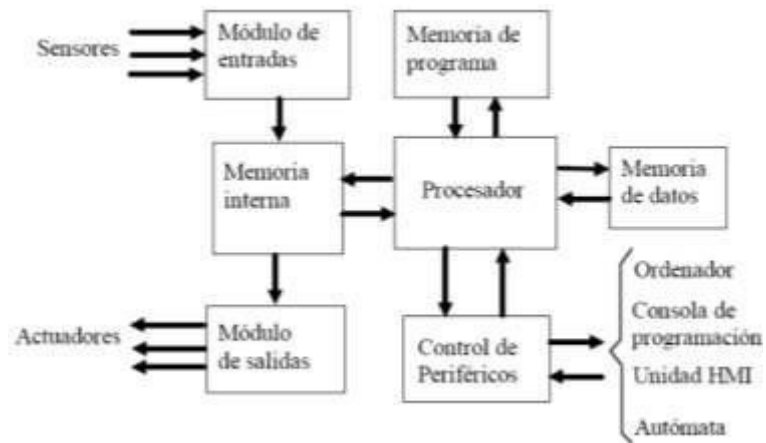 Sensores
Módulo de
entradas
Memoria de
programa
Memoria
interna
Procesador
Memoria
de datos
Actuadores
Módulo
de salidas
Control de
Periféricos
Ordenador
Consola de
programación
Unidad HMI
Autómata